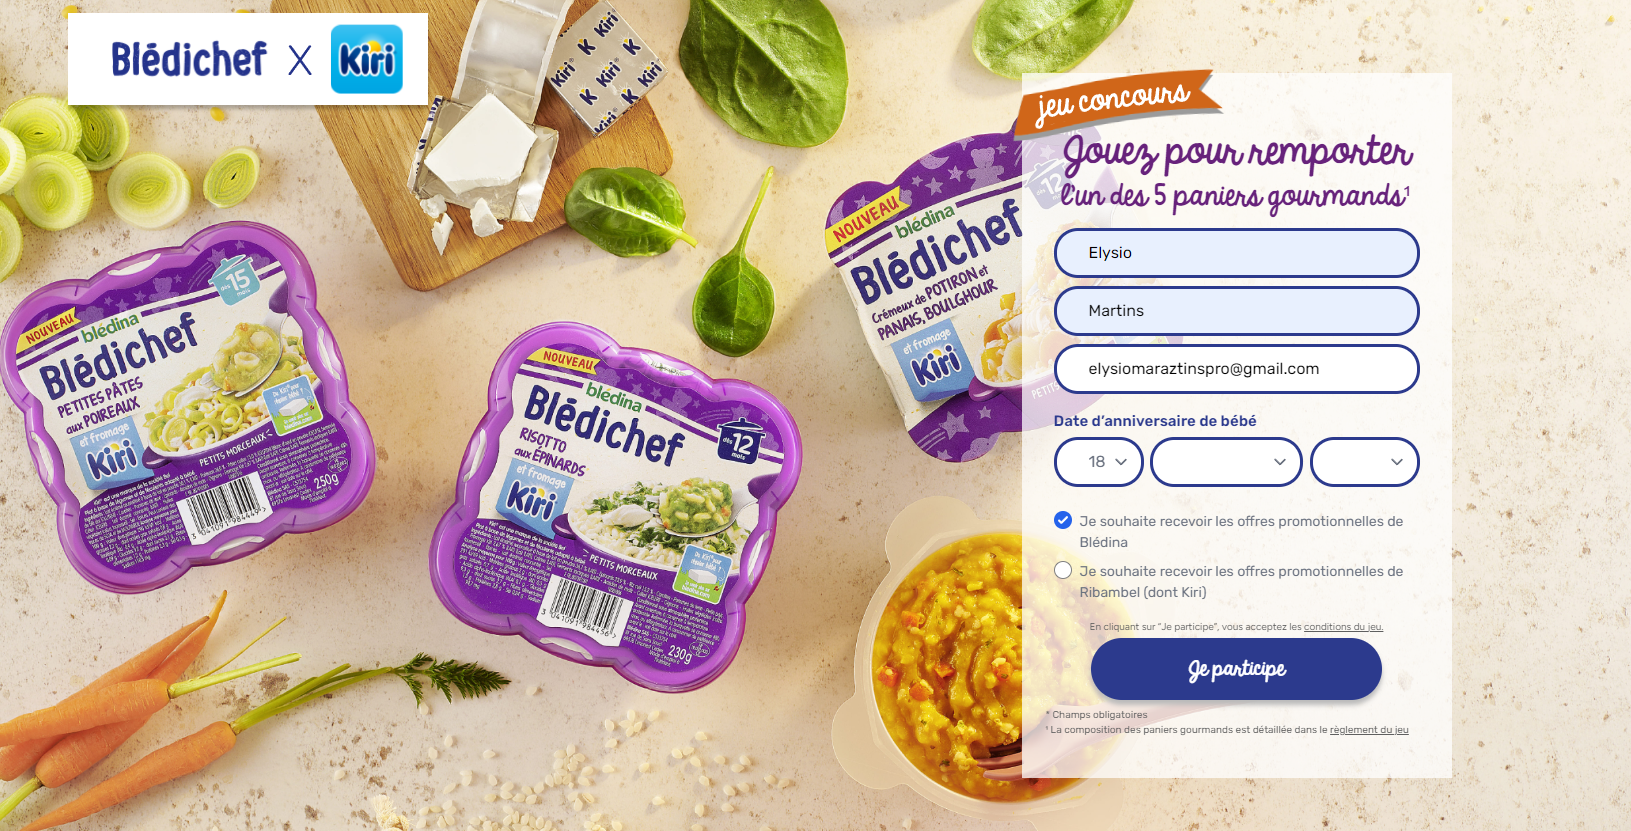 Blédichef X Kiri
Kiri
Kiri
Kiri
Kiri
Kiri
jeu concours
Jouez pour remporter
l'un des 5 paniers gourmands¹
Elysio
Martins
elysiomaraztinspro@gmail.com
Date d’anniversaire de bébé
18
Je souhaite recevoir les offres promotionnelles de
Blédina
Je souhaite recevoir les offres promotionnelles de
Ribambel (dont Kiri)
En cliquant sur “Je participe”, vous acceptez les conditions du jeu.
Je participe
* Champs obligatoires
¹ La composition des paniers gourmands est détaillée dans le règlement du jeu
NOUVEAU
blédina
Blédichef
PETITES PÂTES
aux POIREAUX
et fromage
Kiri
dès 15 mois
PETITS MORCEAUX
250g
NOUVEAU
blédina
Blédichef
RISOTTO
aux ÉPINARDS
et fromage
Kiri
dès 12 mois
PETITS MORCEAUX
230g
NOUVEAU
blédina
Blédichef
Crémeux de POTIRON et
PANAIS, BOULGHOUR
et fromage
Kiri
12
PETITS